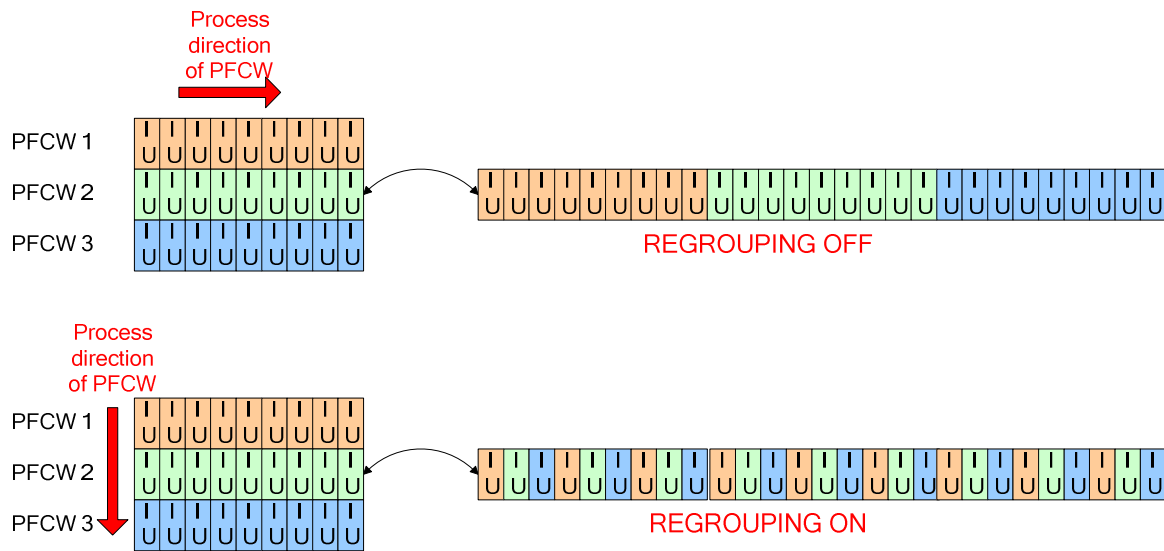 Process
direction
of PFCW
PFCW 1
I I I I I I I I I
U U U U U U U U U
PFCW 2
I I I I I I I I I
U U U U U U U U U
PFCW 3
I I I I I I I I I
U U U U U U U U U
I I I I I I I I I I I I I I I I I I I I I I I I I I I
U U U U U U U U U U U U U U U U U U U U U U U U U U U
REGROUPING OFF
Process
direction
of PFCW
PFCW 1
I I I I I I I I I
U U U U U U U U U
PFCW 2
I I I I I I I I I
U U U U U U U U U
PFCW 3
I I I I I I I I I
U U U U U U U U U
I I I I I I I I I I I I I I I I I I I I I I I I I I I
U U U U U U U U U U U U U U U U U U U U U U U U U U U
REGROUPING ON